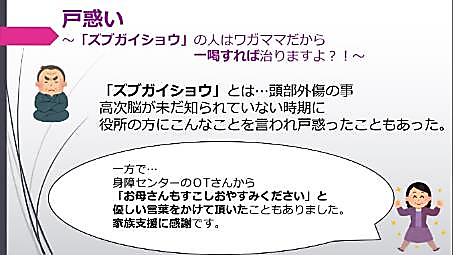 戸惑い
～「ズブガイショウ」の人はワガママだから
一喝すれば治りますよ？！～
「ズブガイショウ」とは…頭部外傷の事
高次脳が未だ知られていない時期に
役所の方にこんなことを言われ戸惑ったこともあった。
一方で…
身障センターのOTさんから
「お母さんもすこしおやすみください」と
優しい言葉をかけて頂いたこともありました。
家族支援に感謝です。